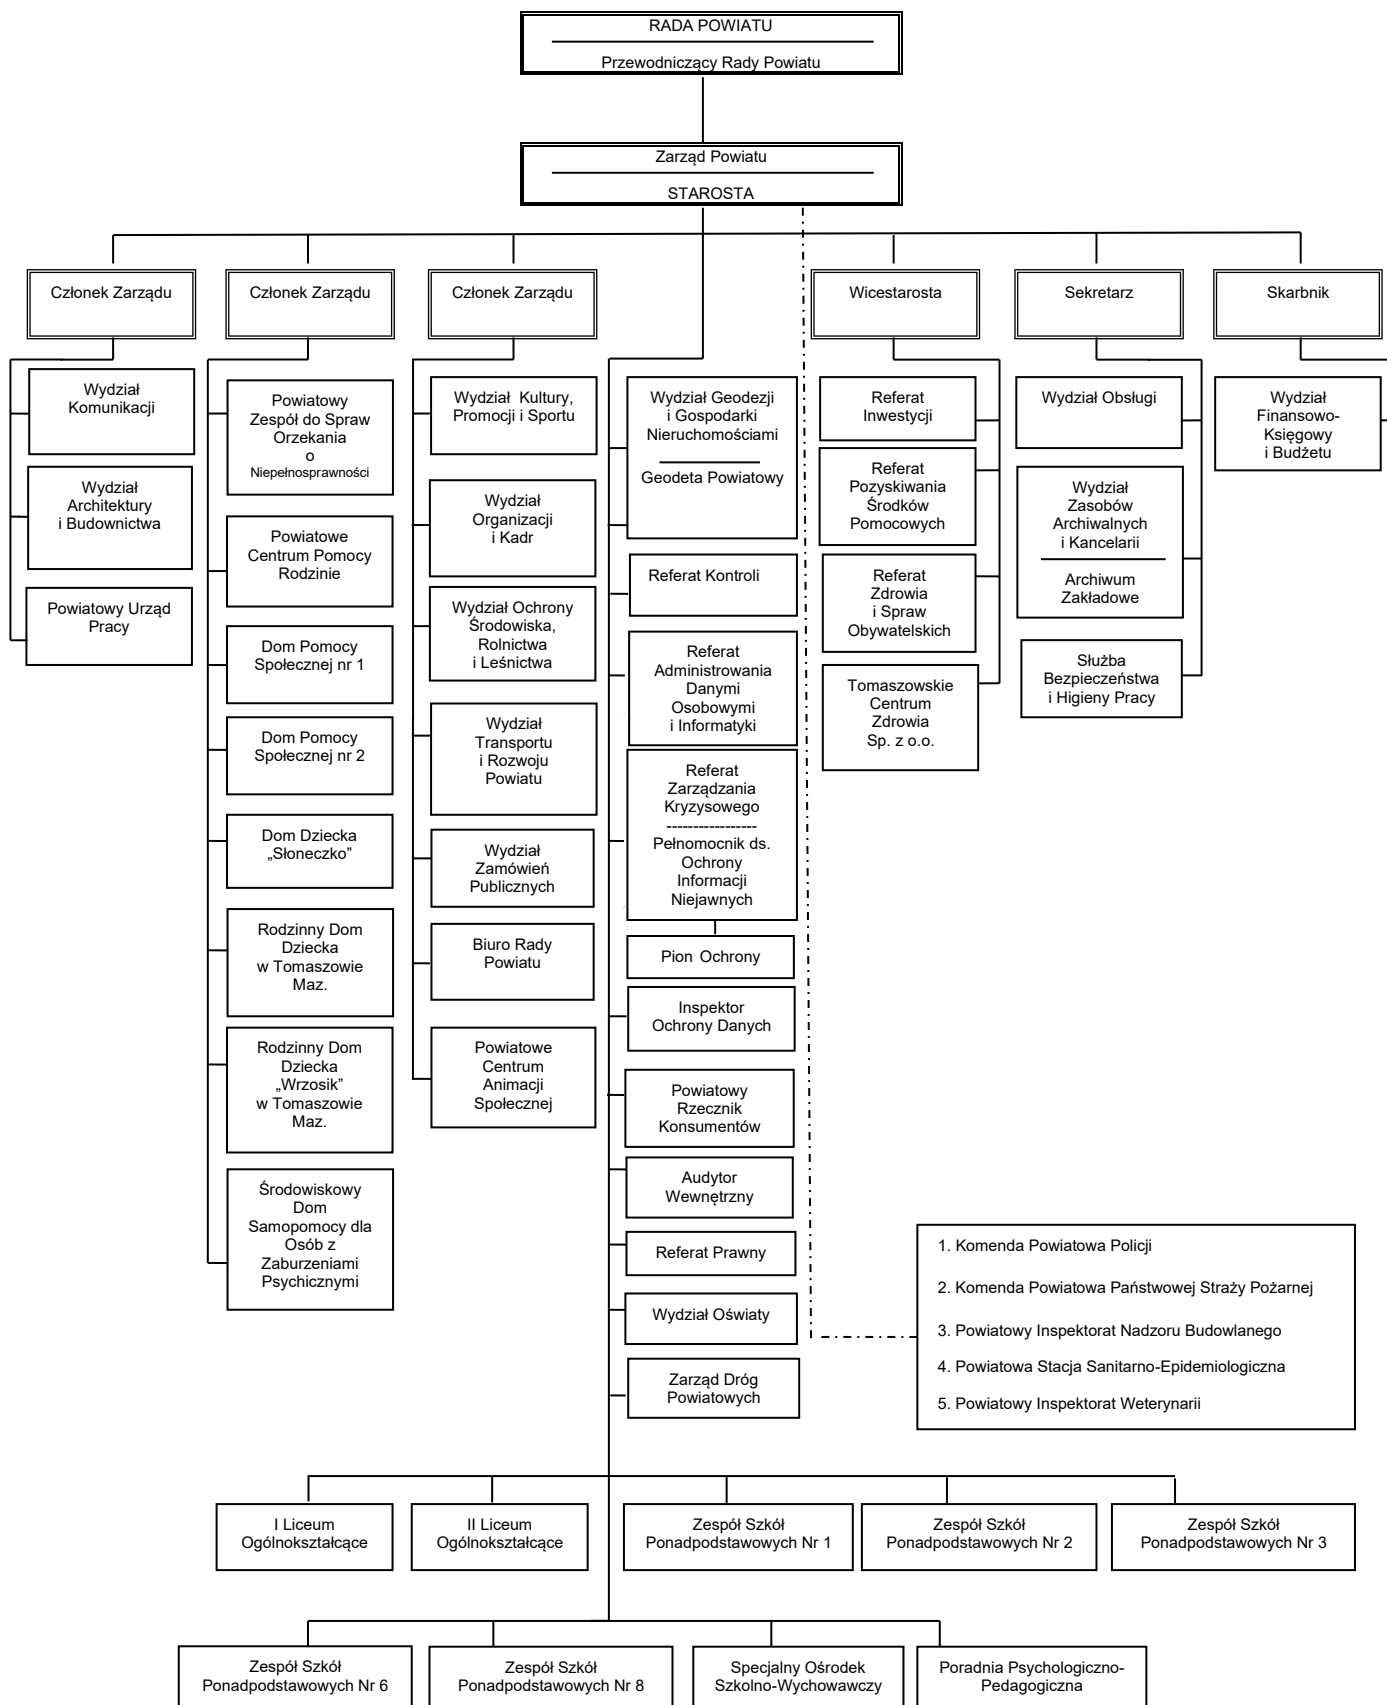 RADA POWIATU
Przewodniczący Rady Powiatu
Zarząd Powiatu
STAROSTA
Członek Zarządu
Członek Zarządu
Członek Zarządu
Wicestarosta
Sekretarz
Skarbnik
Wydział
Komunikacji
Wydział
Architektury
i Budownictwa
Powiatowy Urząd
Pracy
Powiatowy
Zespół do Spraw
Orzekania
o
Niepełnosprawności
Powiatowe
Centrum Pomocy
Rodzinie
Dom Pomocy
Społecznej nr 1
Dom Pomocy
Społecznej nr 2
Dom Dziecka
„Słoneczko”
Rodzinny Dom
Dziecka
w Tomaszowie
Maz.
Rodzinny Dom
Dziecka
„Wrzosik”
w Tomaszowie
Maz.
Środowiskowy
Dom
Samopomocy dla
Osób z
Zaburzeniami
Psychicznymi
Wydział Kultury,
Promocji i Sportu
Wydział
Organizacji
i Kadr
Wydział Ochrony
Środowiska,
Rolnictwa
i Leśnictwa
Wydział
Transportu
i Rozwoju
Powiatu
Wydział
Zamówień
Publicznych
Biuro Rady
Powiatu
Powiatowe
Centrum
Animacji
Społecznej
Wydział Geodezji
i Gospodarki
Nieruchomościami
Geodeta Powiatowy
Referat Kontroli
Referat
Administrowania
Danymi
Osobowymi
i Informatyki
Referat
Zarządzania
Kryzysowego
-----------------
Pełnomocnik ds.
Ochrony
Informacji
Niejawnych
Pion Ochrony
Inspektor
Ochrony Danych
Powiatowy
Rzecznik
Konsumentów
Audytor
Wewnętrzny
Referat Prawny
Wydział Oświaty
Zarząd Dróg
Powiatowych
Referat
Inwestycji
Referat
Pozyskiwania
Środków
Pomocowych
Referat
Zdrowia
i Spraw
Obywatelskich
Tomaszowskie
Centrum
Zdrowia
Sp. z o.o.
Wydział Obsługi
Wydział
Zasobów
Archiwalnych
i Kancelarii
Archiwum
Zakładowe
Służba
Bezpieczeństwa
i Higieny Pracy
Wydział
Finansowo-
Księgowy
i Budżetu
1. Komenda Powiatowa Policji
2. Komenda Powiatowa Państwowej Straży Pożarnej
3. Powiatowy Inspektorat Nadzoru Budowlanego
4. Powiatowa Stacja Sanitarno-Epidemiologiczna
5. Powiatowy Inspektorat Weterynarii
I Liceum
Ogólnokształcące
II Liceum
Ogólnokształcące
Zespół Szkół
Ponadpodstawowych Nr 1
Zespół Szkół
Ponadpodstawowych Nr 2
Zespół Szkół
Ponadpodstawowych Nr 3
Zespół Szkół
Ponadpodstawowych Nr 6
Zespół Szkół
Ponadpodstawowych Nr 8
Specjalny Ośrodek
Szkolno-Wychowawczy
Poradnia Psychologiczno-
Pedagogiczna